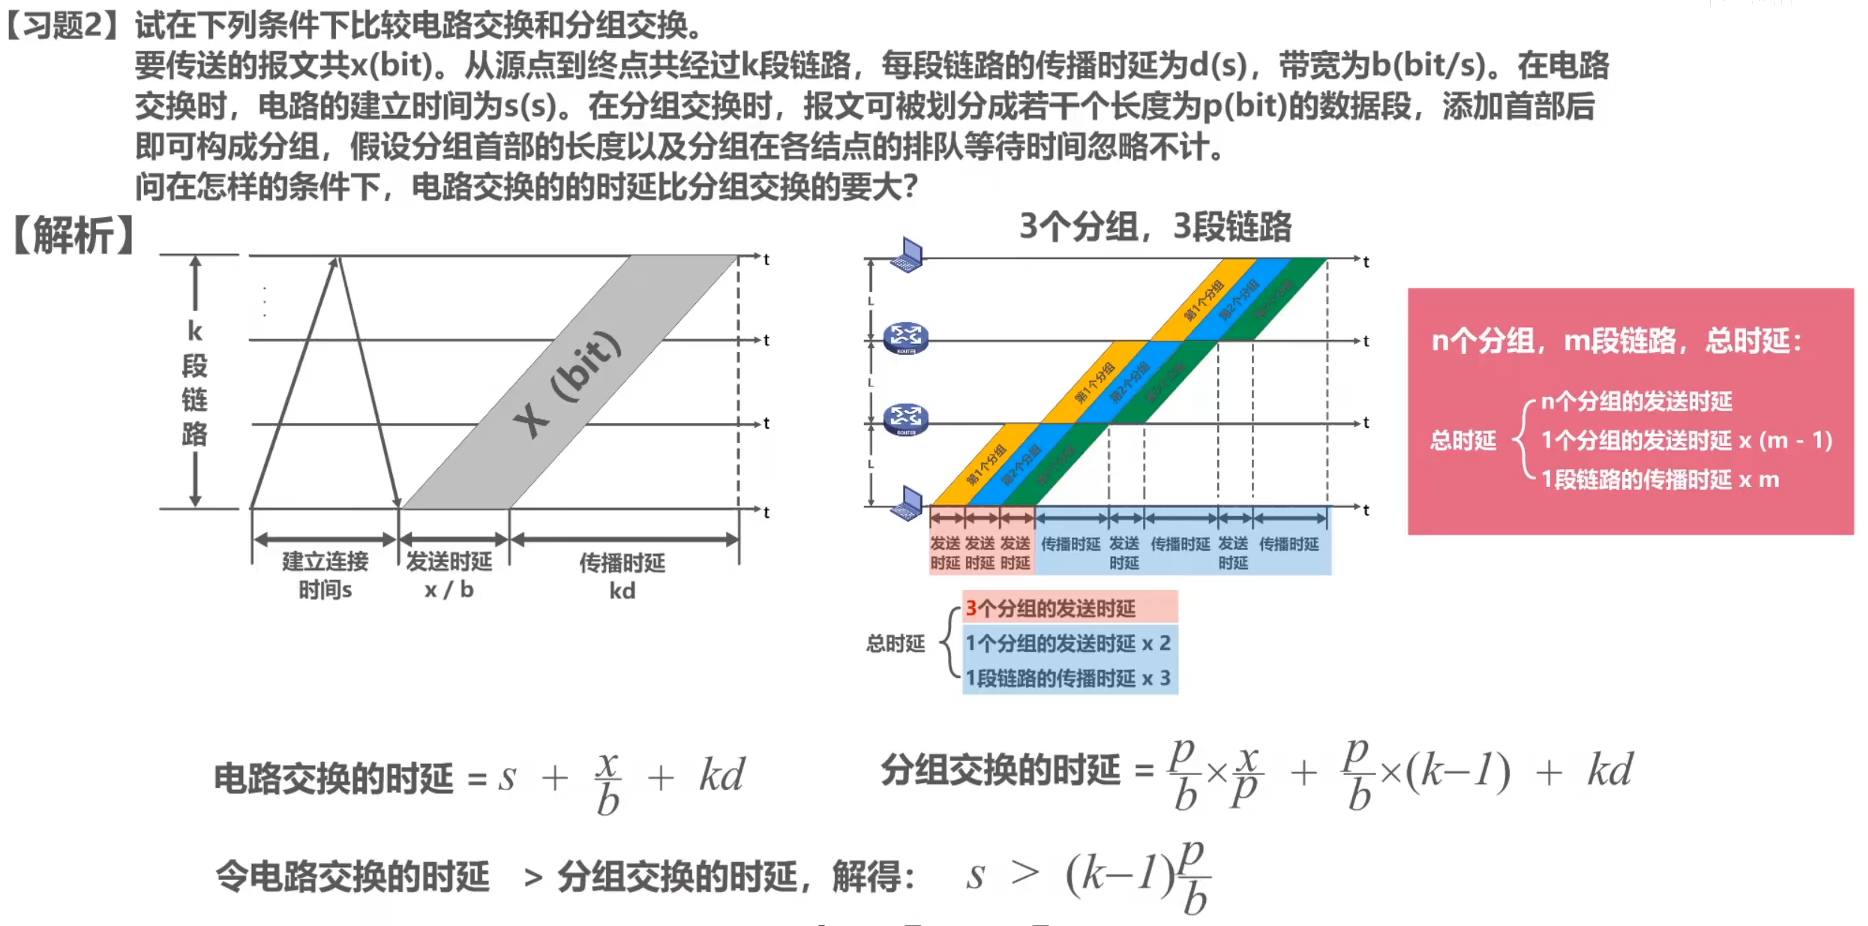 【习题2】试在下列条件下比较电路交换和分组交换。
要传送的报文共x(bit)。从源点到终点共经过k段链路，每段链路的传播时延为d(s)，带宽为b(bit/s)。在电路
交换时，电路的建立时间为s(s)。在分组交换时，报文可被划分成若干个长度为p(bit)的数据段，添加首部后
即可构成分组，假设分组首部的长度以及分组在各结点的排队等待时间忽略不计。
问在怎样的条件下，电路交换的的时延比分组交换的要大？
【解析】
k
段
链
路
t
t
t
t
X (bit)
建立连接
时间s
发送时延
x / b
传播时延
kd
3个分组，3段链路
t
t
t
t
L
L
L
ROUTER
ROUTER
第1个分组
第2个分组
第1个分组
第2个分组
第1个分组
第2个分组
发送 发送 发送 传播时延 发送 传播时延 发送 传播时延
时延 时延 时延 时延 时延
总时延
3个分组的发送时延
1个分组的发送时延 x 2
1段链路的传播时延 x 3
n个分组，m段链路，总时延：
总时延
n个分组的发送时延
1个分组的发送时延 x (m - 1)
1段链路的传播时延 x m
电路交换的时延 = s + x/b + kd
分组交换的时延 = p/b × x/p + p/b ×(k–1) + kd
令电路交换的时延 > 分组交换的时延，解得： s > (k–1)p/b